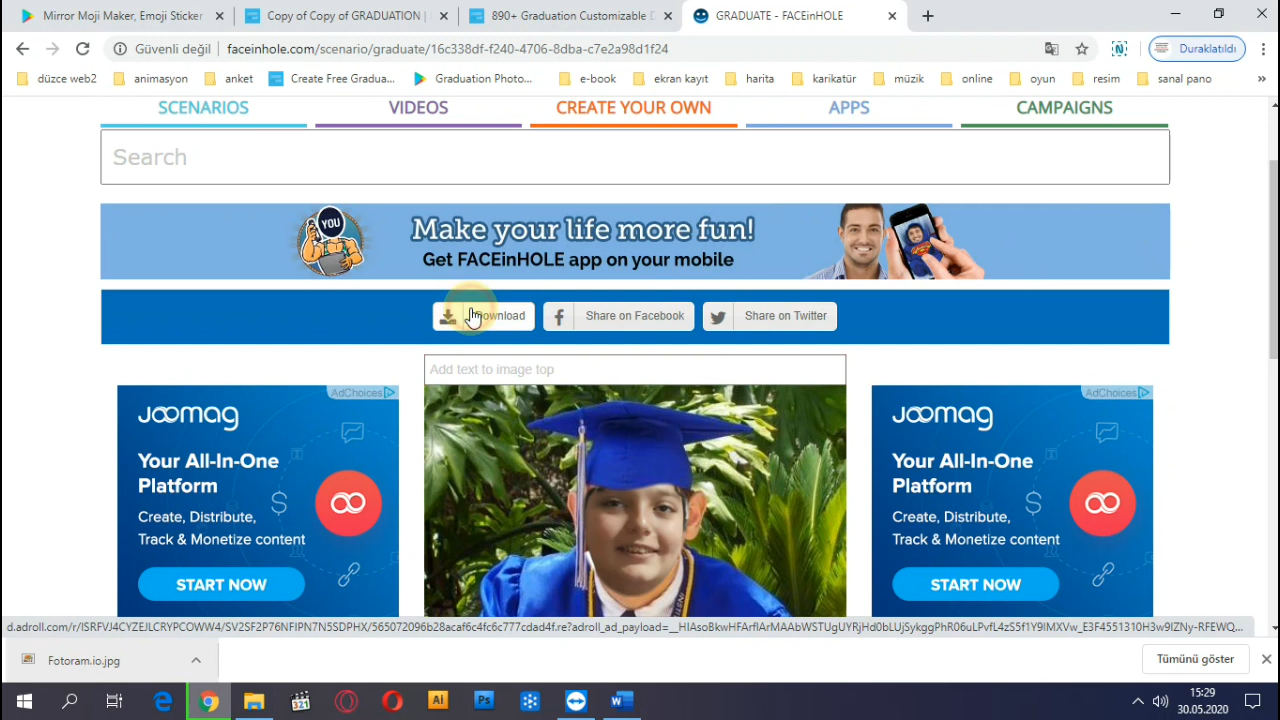 Mirror Moji Maker, Emoji Sticker
Copy of Copy of GRADUATION |
890+ Graduation Customizable D
GRADUATE - FACEinHOLE
Güvenli değil
faceinhole.com/scenario/graduate/16c338df-f240-4706-8dba-c7e2a98d1f24
Duraklatıldı
düzce web2
animasyon
anket
Create Free Gradua...
Graduation Photo...
e-book
ekran kayıt
harita
karikatür
müzik
online
oyun
resim
sanal pano
»
SCENARIOS
VIDEOS
CREATE YOUR OWN
APPS
CAMPAIGNS
Search
YOU
Make your life more fun!
Get FACEinHOLE app on your mobile
Download
Share on Facebook
Share on Twitter
Add text to image top
AdChoices
joomag
Your All-In-One
Platform
Create, Distribute,
Track & Monetize content
START NOW
AdChoices
joomag
Your All-In-One
Platform
Create, Distribute,
Track & Monetize content
START NOW
Fotoram.io.jpg
Tümünü göster
321
Ai
Ps
15:29
30.05.2020